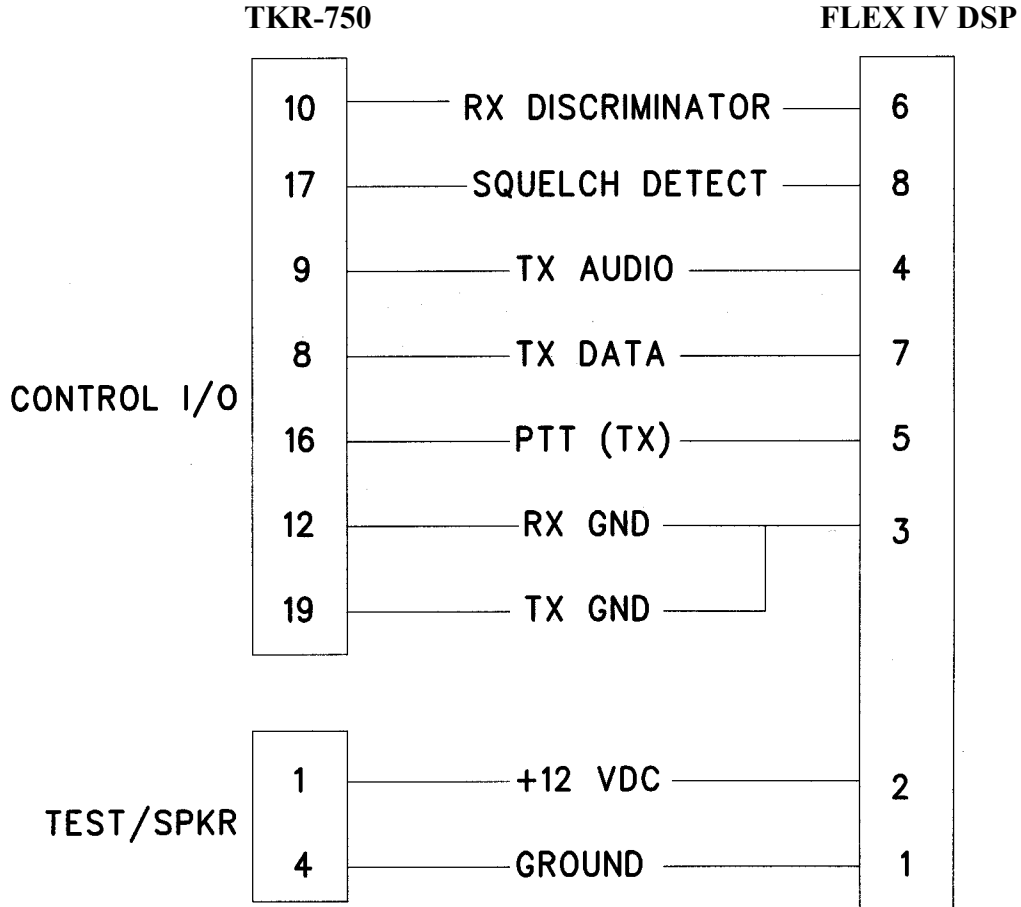 TKR-750 FLEX IV DSP
10 RX DISCRIMINATOR 6
17 SQUELCH DETECT 8
9 TX AUDIO 4
8 TX DATA 7
CONTROL I/O
16 PTT (TX) 5
12 RX GND 3
19 TX GND
1 +12 VDC 2
TEST/SPKR
4 GROUND 1